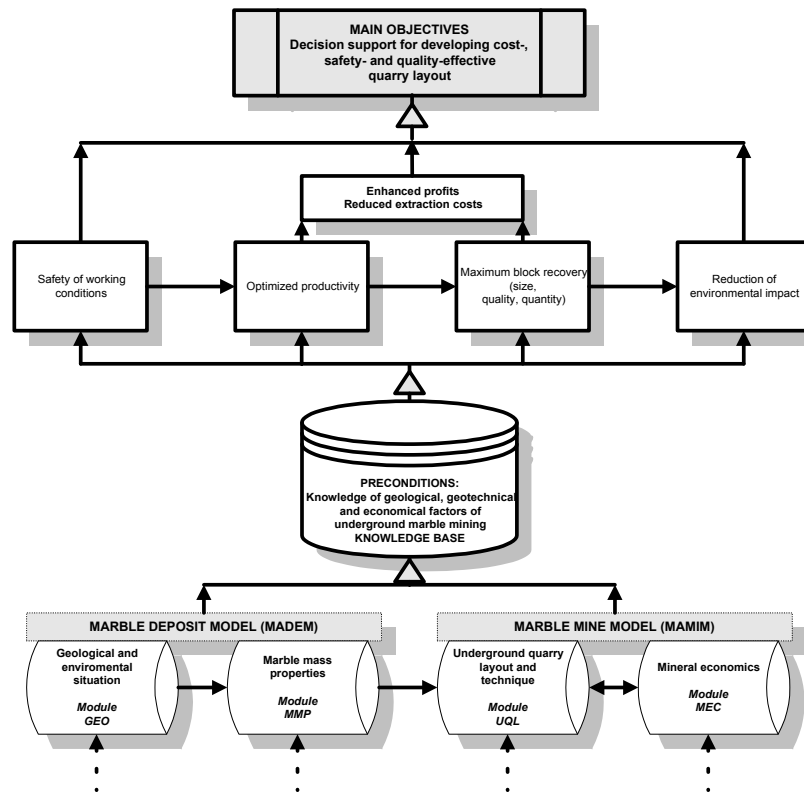 MAIN OBJECTIVES
Decision support for developing cost-,
safety- and quality-effective
quarry layout
Enhanced profits
Reduced extraction costs
Safety of working
conditions
Optimized productivity
Maximum block recovery
(size,
quality, quantity)
Reduction of
environmental impact
PRECONDITIONS:
Knowledge of geological, geotechnical
and economical factors of
underground marble mining
KNOWLEDGE BASE
MARBLE DEPOSIT MODEL (MADEM)
MARBLE MINE MODEL (MAMIM)
Geological and
enviromental
situation
Module
GEO
Marble mass
properties
Module
MMP
Underground quarry
layout and
technique
Module
UQL
Mineral economics
Module
MEC